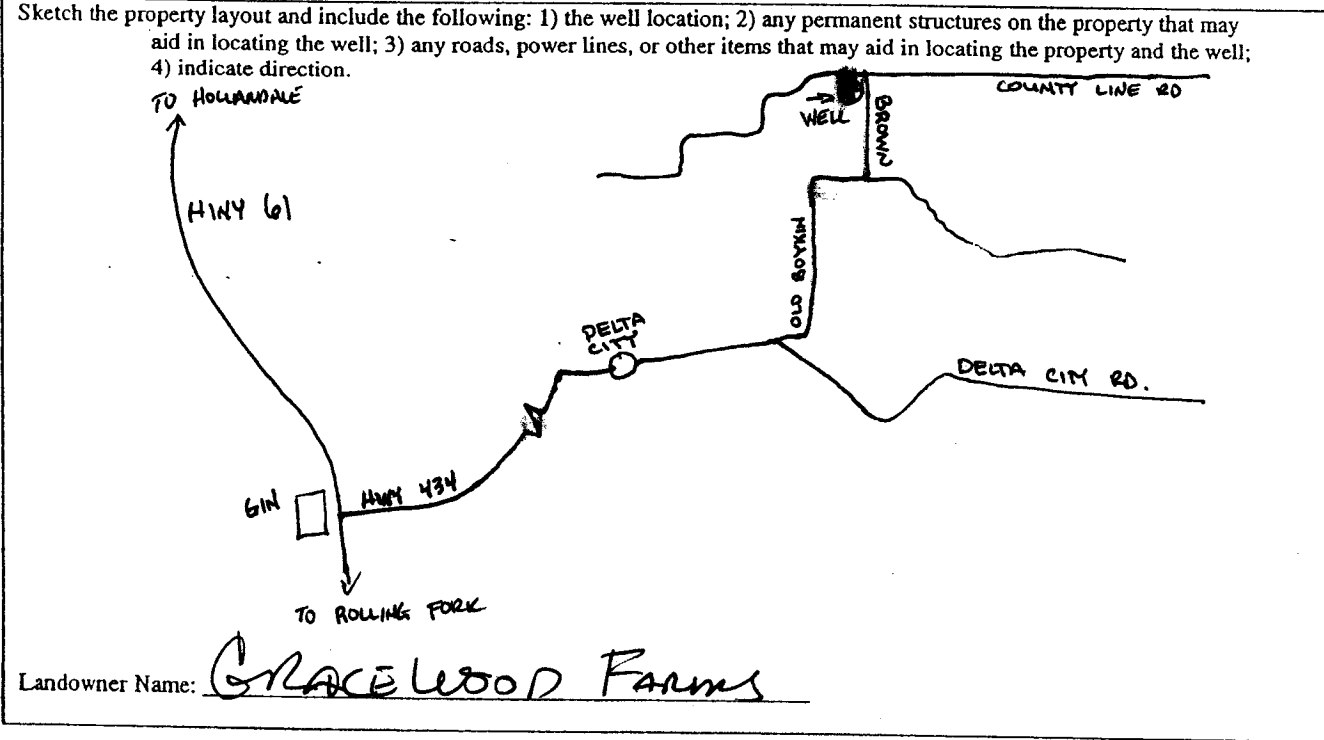 Sketch the property layout and include the following: 1) the well location; 2) any permanent structures on the property that may
aid in locating the well; 3) any roads, power lines, or other items that may aid in locating the property and the well;
4) indicate direction.
TO HOLLANDALE
COUNTY LINE RD
WELL
BROWN
HWY 61
OLD BOYKIN
DELTA
CITY
DELTA CITY RD.
GIN
HWY 434
TO ROLLING FORK
Landowner Name: GRACEWOOD FARMS